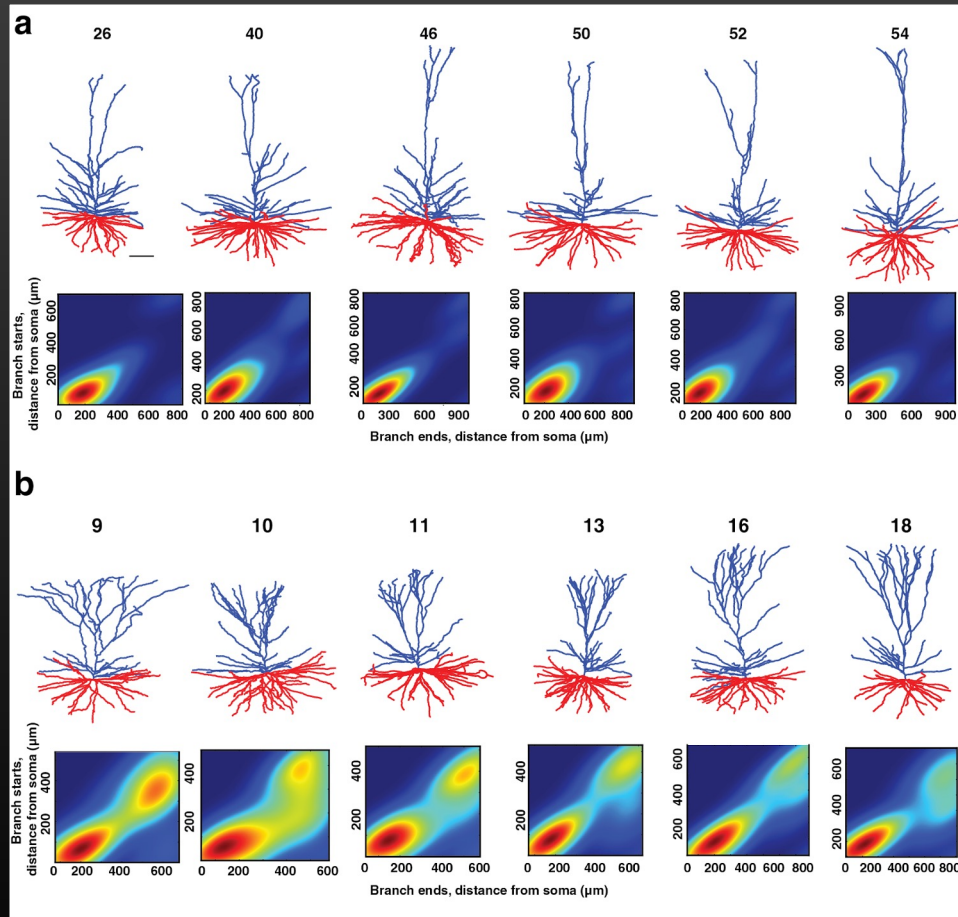 a
26 40 46 50 52 54
Branch starts,
distance from soma (µm)
200 400 600
0 200 400 600 800
200 400 600 800
0 200 400 600 800
200 400 600 800
0 300 600 900
200 400 600 800
0 200 400 600 800
200 400 600 800
0 200 400 600 800
300 600 900
0 300 600 900
Branch ends, distance from soma (µm)
b
9 10 11 13 16 18
Branch starts,
distance from soma (µm)
200 400
0 200 400 600
200 400
0 200 400 600
200 400
0 200 400 600
200 400
0 200 400 600
200 400 600
0 200 400 600 800
200 400 600
0 200 400 600 800
Branch ends, distance from soma (µm)